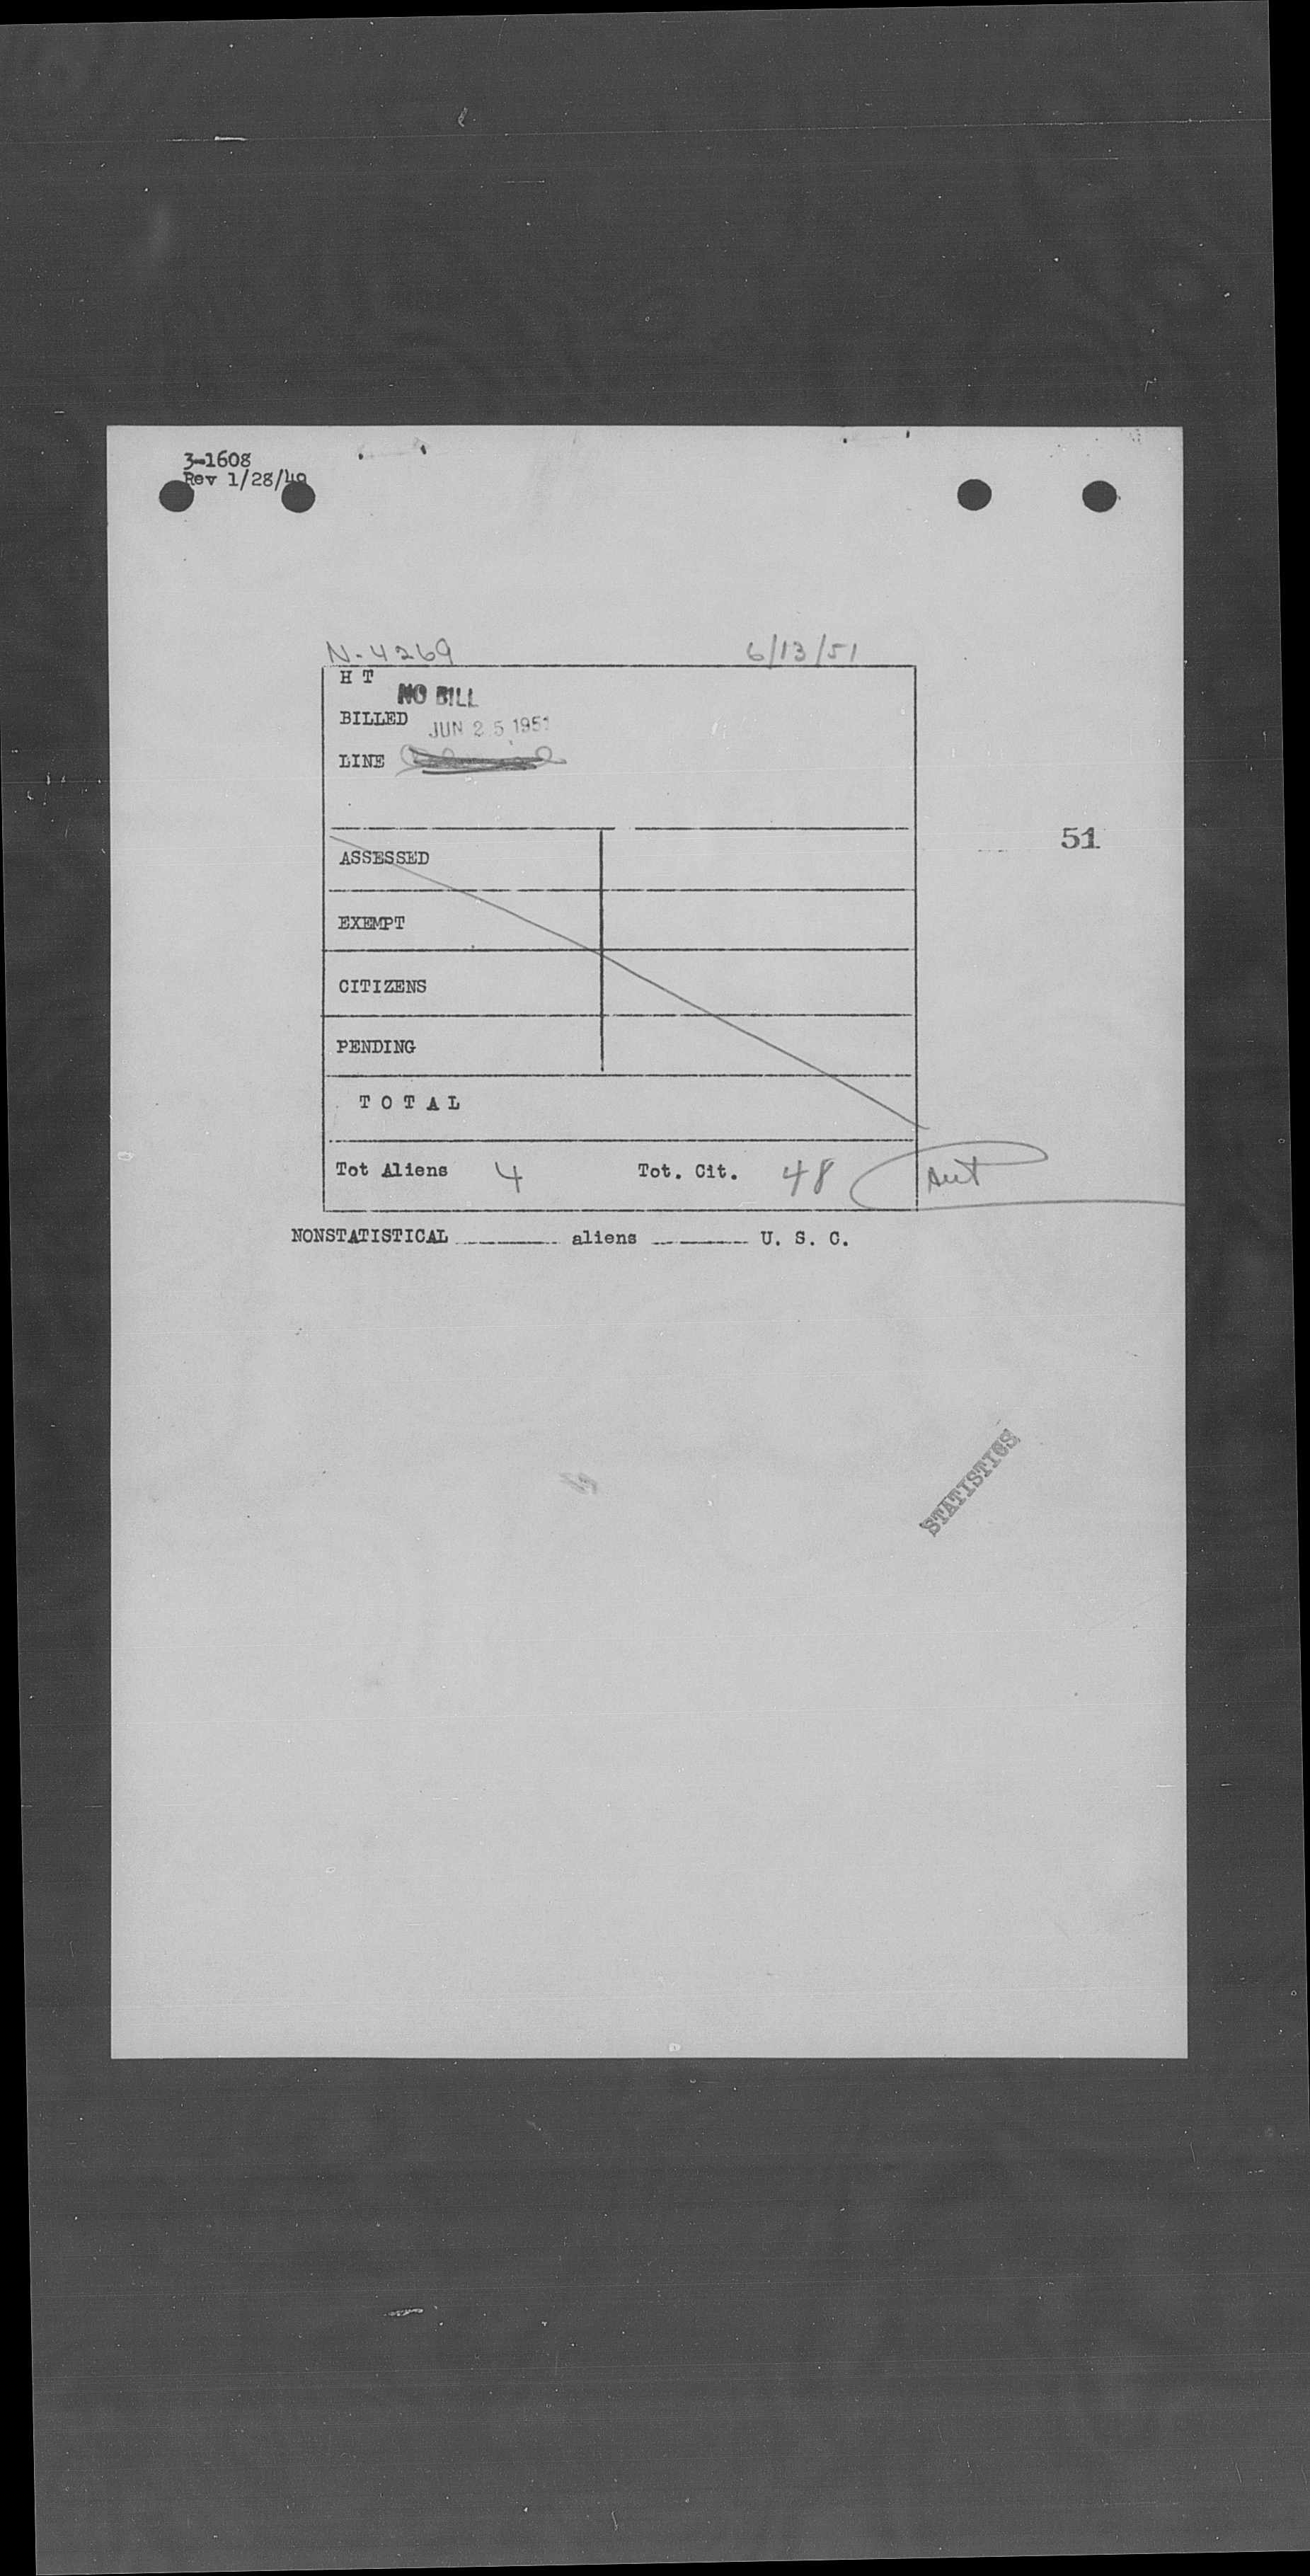 3-1608
Rev 1/28/49
N-4269 6/13/51
H T
NO BILL
BILLED JUN 25 1951
LINE
51
ASSESSED
EXEMPT
CITIZENS
PENDING
T O T A L
Tot Aliens 4 Tot. Cit. 48
NONSTATISTICAL aliens U. S. C.
STATISTICS